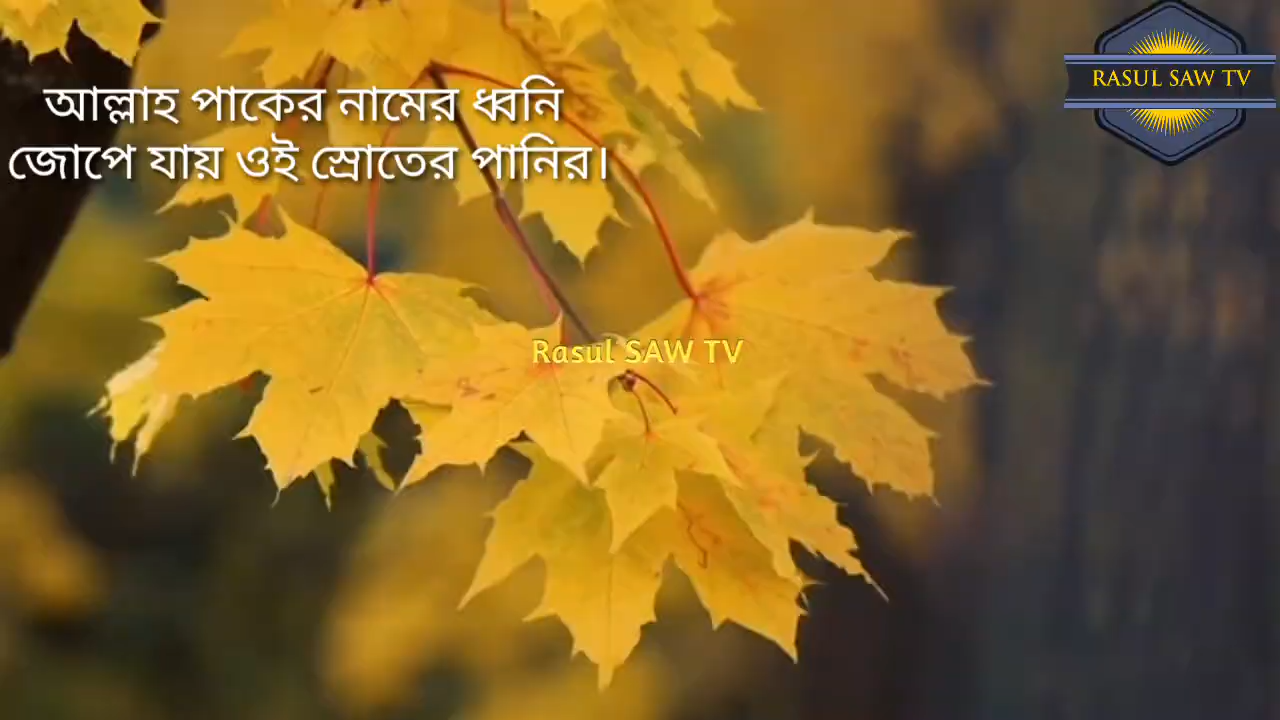 আল্লাহ পাকের নামের ধ্বনি
জোপে যায় ওই স্রোতের পানির।
RASUL SAW TV
Rasul SAW TV